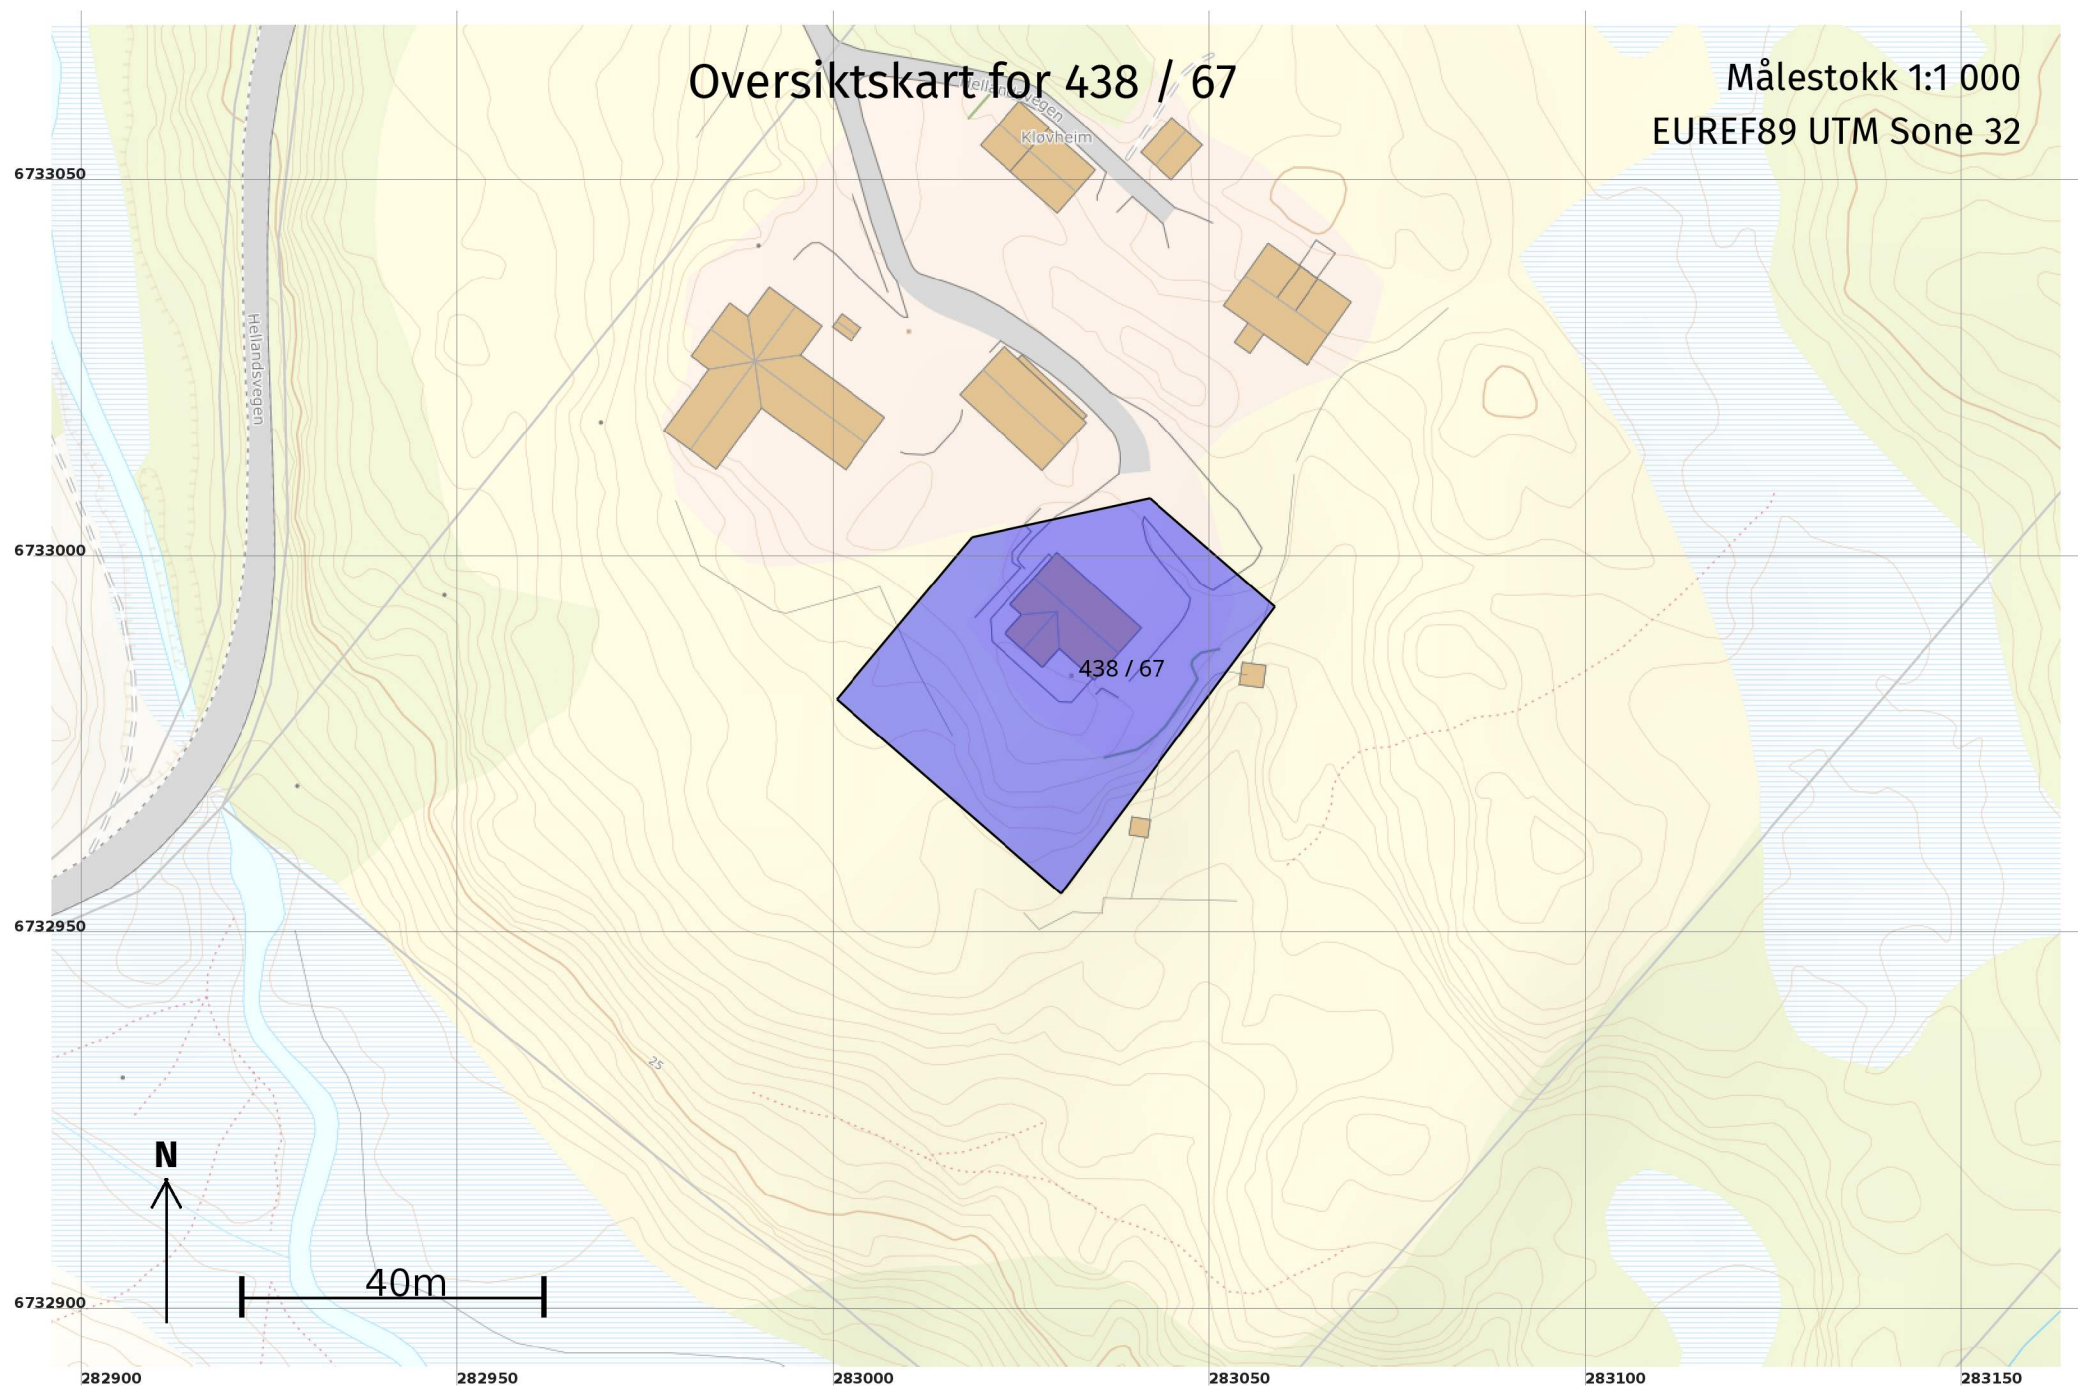 Oversiktskart for 438 / 67
Målestokk 1:1 000
EUREF89 UTM Sone 32
Hellandsvegen
Kløvheim
6733050
Hellandsvegen
6733000
438 / 67
6732950
25
N
40m
6732900
282900
282950
283000
283050
283100
283150